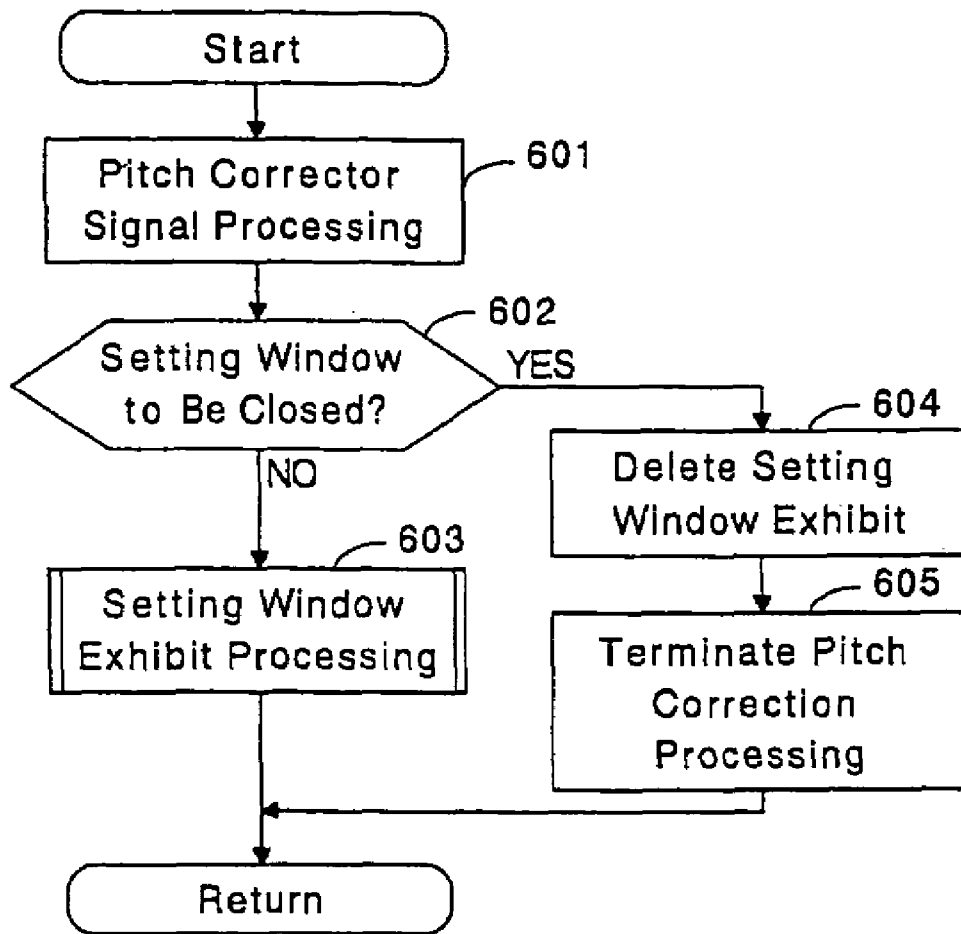 Start
601
Pitch Corrector
Signal Processing
602
Setting Window
to Be Closed?
YES
NO
604
Delete Setting
Window Exhibit
603
Setting Window
Exhibit Processing
605
Terminate Pitch
Correction
Processing
Return